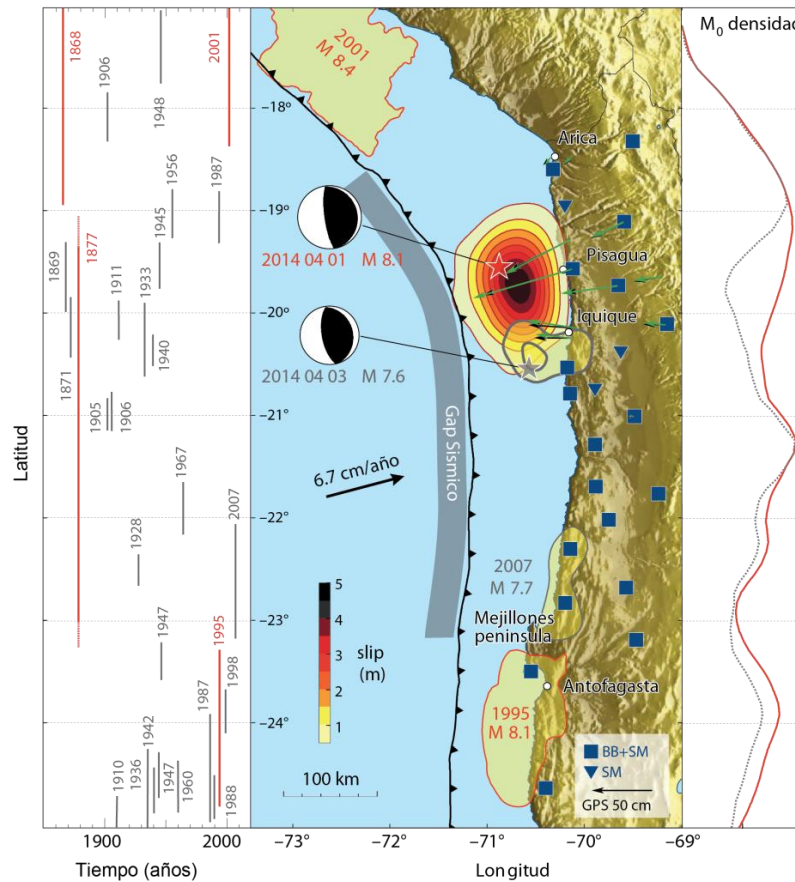 Latitud
1868
1877
2001
1995
1906
1948
1956
1987
1945
1869
1871
1911
1933
1940
1905
1906
1967
1928
2007
1947
1998
1987
1942
1936
1910
1947
1960
1988
1900
2000
Tiempo (años)
−18°
−19°
−20°
−21°
−22°
−23°
−24°
2001
M 8.4
Arica
2014 04 01 M 8.1
Pisagua
Iquique
2014 04 03 M 7.6
Gap Sismico
6.7 cm/año
2007
M 7.7
Mejillones
peninsula
5
4
3
2
1
slip
(m)
Antofagasta
1995
M 8.1
100 km
BB+SM
SM
GPS 50 cm
−73°
−72°
−71°
−70°
−69°
Longitud
M0 densidad